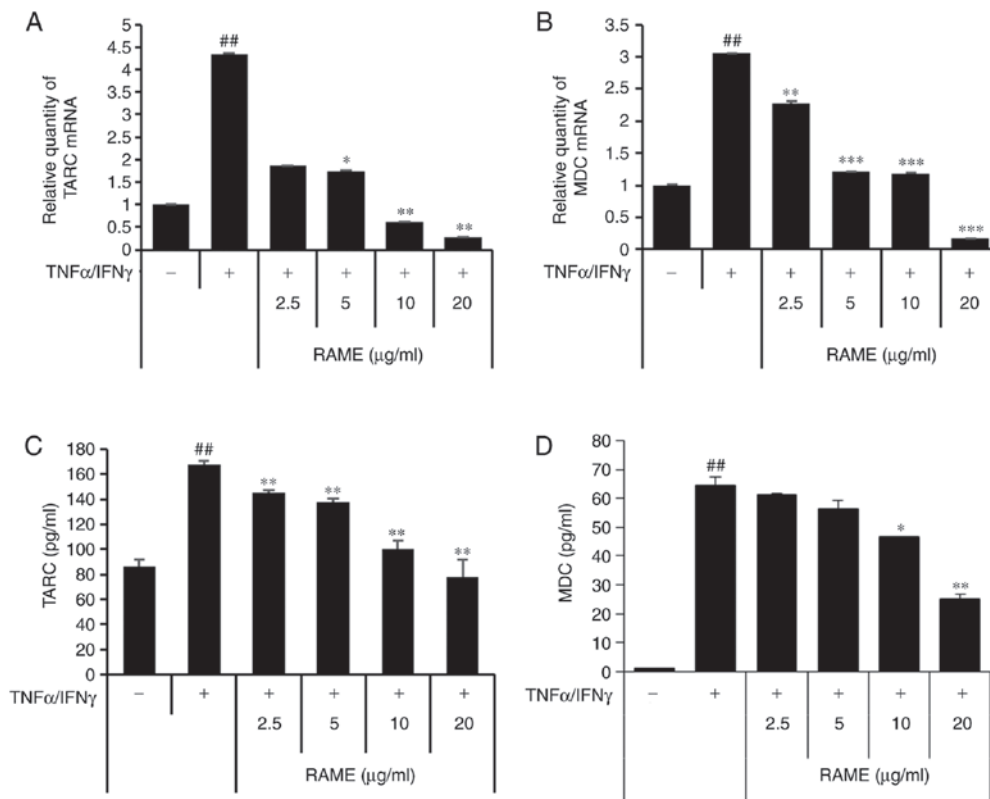 A
Relative quantity of
TARC mRNA
5
4.5
4
3.5
3
2.5
2
1.5
1
0.5
0
##
*
**
**
TNFα/IFNγ − + + + + +
2.5 5 10 20
RAME (μg/ml)
B
Relative quantity of
MDC mRNA
3.5
3
2.5
2
1.5
1
0.5
0
##
**
***
***
***
TNFα/IFNγ − + + + + +
2.5 5 10 20
RAME (μg/ml)
C
TARC (pg/ml)
180
160
140
120
100
80
60
40
20
0
##
**
**
**
**
TNFα/IFNγ − + + + + +
2.5 5 10 20
RAME (μg/ml)
D
MDC (pg/ml)
80
70
60
50
40
30
20
10
0
##
*
**
TNFα/IFNγ − + + + + +
2.5 5 10 20
RAME (μg/ml)